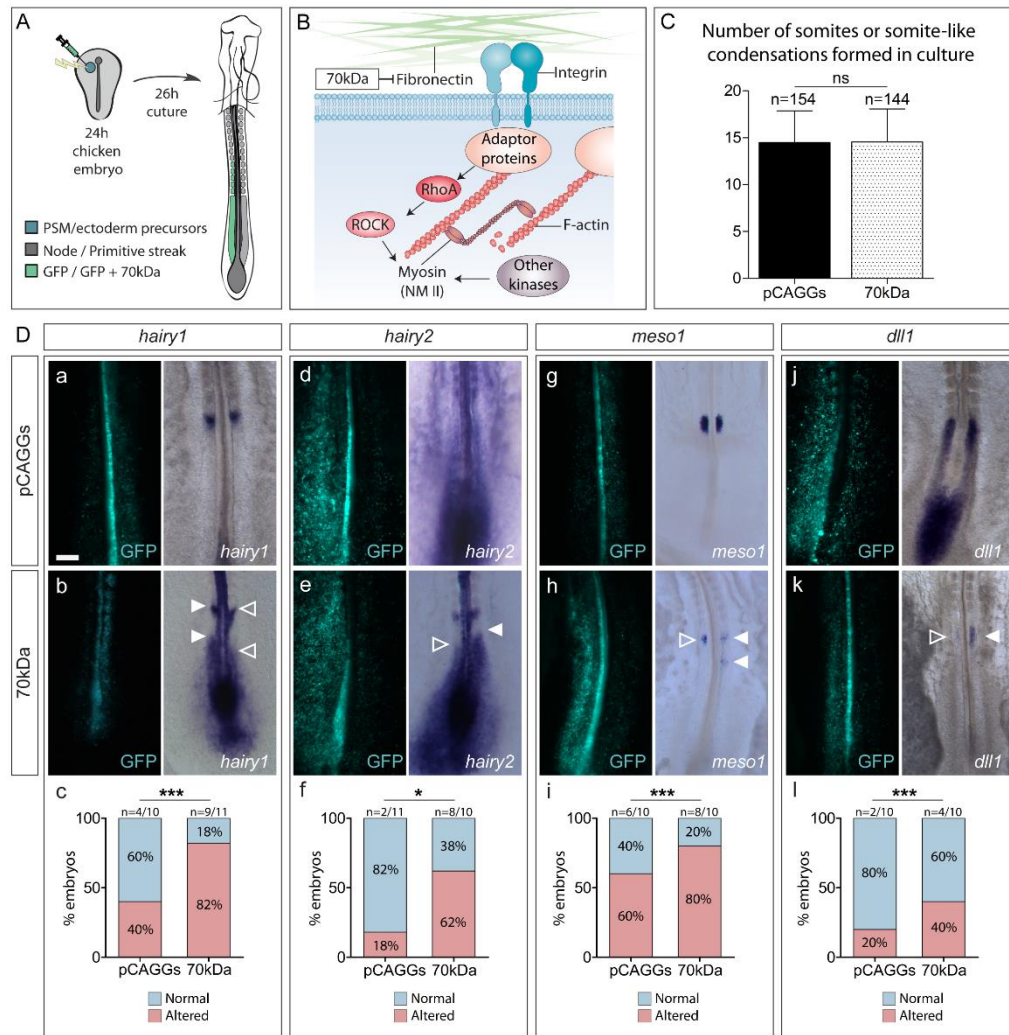 A
24h
chicken
embryo
26h
cuture
PSM/ectoderm precursors
Node / Primitive streak
GFP / GFP + 70kDa
B
70kDa
Fibronectin
Integrin
Adaptor
proteins
RhoA
ROCK
F-actin
Myosin
(NM II)
Other
kinases
C
Number of somites or somite-like
condensations formed in culture
ns
n=154
n=144
20
15
10
5
0
pCAGGs
70kDa
D
hairy1
hairy2
meso1
dll1
pCAGGs
a
GFP
hairy1
d
GFP
hairy2
g
GFP
meso1
j
GFP
dll1
70kDa
b
GFP
hairy1
e
GFP
hairy2
h
GFP
meso1
k
GFP
dll1
c
***
n=4/10
n=9/11
100
50
0
% embryos
60%
40%
18%
82%
pCAGGs
70kDa
Normal
Altered
f
*
n=2/11
n=8/10
100
50
0
% embryos
82%
18%
38%
62%
pCAGGs
70kDa
Normal
Altered
i
***
n=6/10
n=8/10
100
50
0
% embryos
40%
60%
20%
80%
pCAGGs
70kDa
Normal
Altered
l
***
n=2/10
n=4/10
100
50
0
% embryos
80%
20%
60%
40%
pCAGGs
70kDa
Normal
Altered